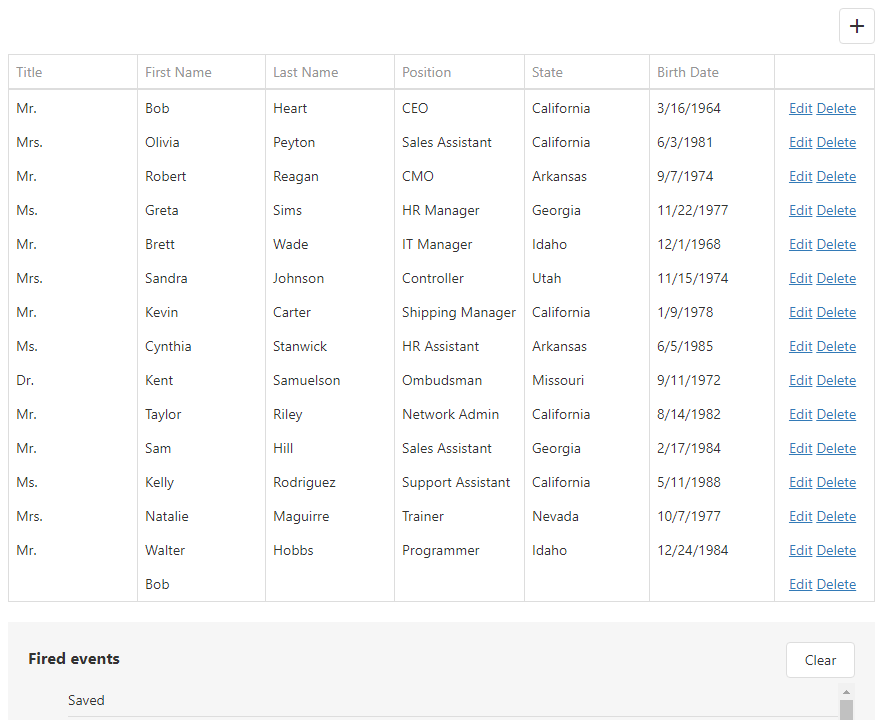 +
Title First Name Last Name Position State Birth Date
Mr. Bob Heart CEO California 3/16/1964 Edit Delete
Mrs. Olivia Peyton Sales Assistant California 6/3/1981 Edit Delete
Mr. Robert Reagan CMO Arkansas 9/7/1974 Edit Delete
Ms. Greta Sims HR Manager Georgia 11/22/1977 Edit Delete
Mr. Brett Wade IT Manager Idaho 12/1/1968 Edit Delete
Mrs. Sandra Johnson Controller Utah 11/15/1974 Edit Delete
Mr. Kevin Carter Shipping Manager California 1/9/1978 Edit Delete
Ms. Cynthia Stanwick HR Assistant Arkansas 6/5/1985 Edit Delete
Dr. Kent Samuelson Ombudsman Missouri 9/11/1972 Edit Delete
Mr. Taylor Riley Network Admin California 8/14/1982 Edit Delete
Mr. Sam Hill Sales Assistant Georgia 2/17/1984 Edit Delete
Ms. Kelly Rodriguez Support Assistant California 5/11/1988 Edit Delete
Mrs. Natalie Maguirre Trainer Nevada 10/7/1977 Edit Delete
Mr. Walter Hobbs Programmer Idaho 12/24/1984 Edit Delete
Bob Edit Delete
Fired events Clear
Saved